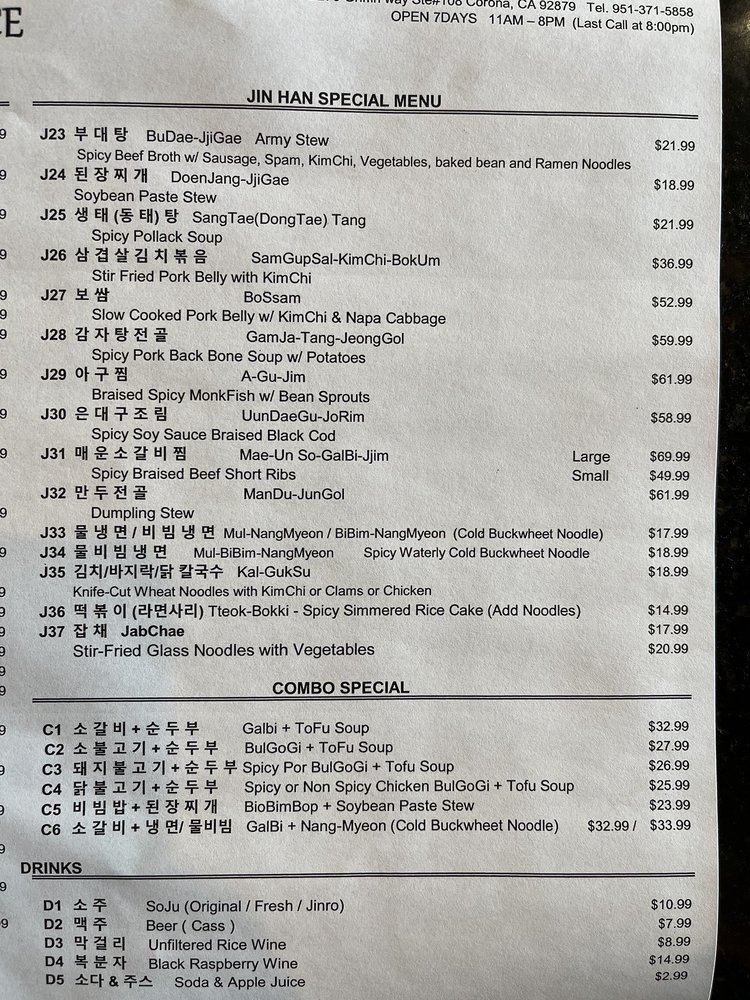 CE
Corona, CA 92879 Tel. 951-371-5858
OPEN 7DAYS 11AM – 8PM (Last Call at 8:00pm)
JIN HAN SPECIAL MENU
J23 부대탕 BuDae-JjiGae Army Stew $21.99
Spicy Beef Broth w/ Sausage, Spam, KimChi, Vegetables, baked bean and Ramen Noodles
J24 된장찌개 DoenJang-JjiGae $18.99
Soybean Paste Stew
J25 생태(동태)탕 SangTae(DongTae) Tang $21.99
Spicy Pollack Soup
J26 삼겹살김치볶음 SamGupSal-KimChi-BokUm $36.99
Stir Fried Pork Belly with KimChi
J27 보쌈 BoSsam $52.99
Slow Cooked Pork Belly w/ KimChi & Napa Cabbage
J28 감자탕전골 GamJa-Tang-JeongGol $59.99
Spicy Pork Back Bone Soup w/ Potatoes
J29 아구찜 A-Gu-Jim $61.99
Braised Spicy MonkFish w/ Bean Sprouts
J30 은대구조림 UunDaeGu-JoRim $58.99
Spicy Soy Sauce Braised Black Cod
J31 매운소갈비찜 Mae-Un So-GalBi-Jjim Large $69.99
Spicy Braised Beef Short Ribs Small $49.99
J32 만두전골 ManDu-JunGol $61.99
Dumpling Stew
J33 물냉면/비빔냉면 Mul-NangMyeon / BiBim-NangMyeon (Cold Buckwheat Noodle) $17.99
J34 물비빔냉면 Mul-BiBim-NangMyeon Spicy Waterly Cold Buckwheet Noodle $18.99
J35 김치/바지락/닭 칼국수 Kal-GukSu $18.99
Knife-Cut Wheat Noodles with KimChi or Clams or Chicken
J36 떡볶이(라면사리) Tteok-Bokki - Spicy Simmered Rice Cake (Add Noodles) $14.99
J37 잡채 JabChae $17.99
Stir-Fried Glass Noodles with Vegetables $20.99
COMBO SPECIAL
C1 소갈비+순두부 Galbi + ToFu Soup $32.99
C2 소불고기+순두부 BulGoGi + ToFu Soup $27.99
C3 돼지불고기+순두부 Spicy Por BulGoGi + Tofu Soup $26.99
C4 닭불고기+순두부 Spicy or Non Spicy Chicken BulGoGi + Tofu Soup $25.99
C5 비빔밥+된장찌개 BioBimBop + Soybean Paste Stew $23.99
C6 소갈비+냉면/물비빔 GalBi + Nang-Myeon (Cold Buckwheet Noodle) $32.99 / $33.99
DRINKS
D1 소주 SoJu (Original / Fresh / Jinro) $10.99
D2 맥주 Beer ( Cass ) $7.99
D3 막걸리 Unfiltered Rice Wine $8.99
D4 복분자 Black Raspberry Wine $14.99
D5 소다&주스 Soda & Apple Juice $2.99